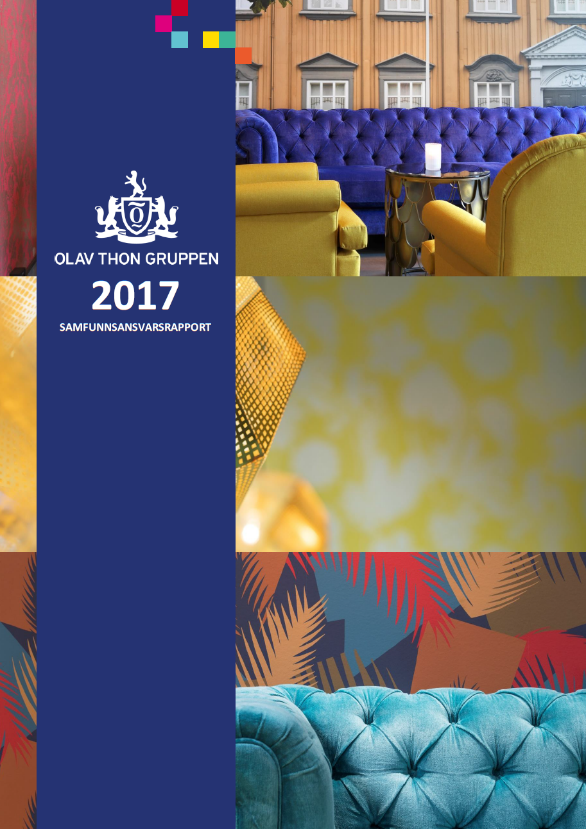 OLAV THON GRUPPEN
2017
SAMFUNNSANSVARSRAPPORT